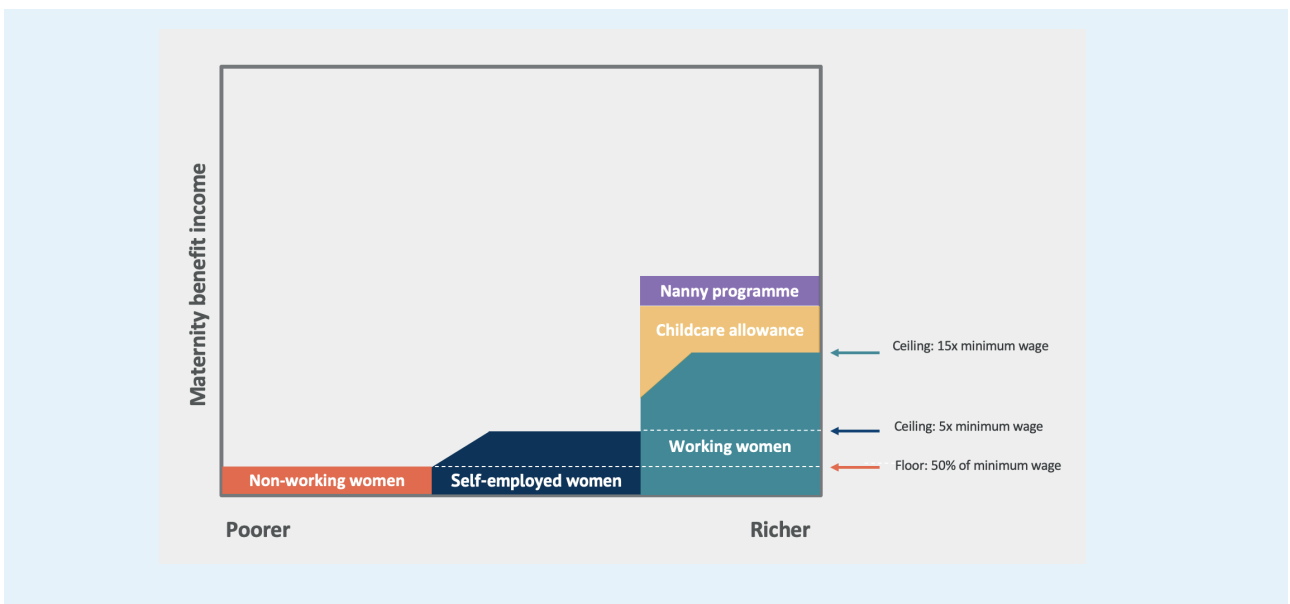 Maternity benefit income
Nanny programme
Childcare allowance
Ceiling: 15x minimum wage
Ceiling: 5x minimum wage
Working women
Floor: 50% of minimum wage
Non-working women
Self-employed women
Poorer
Richer